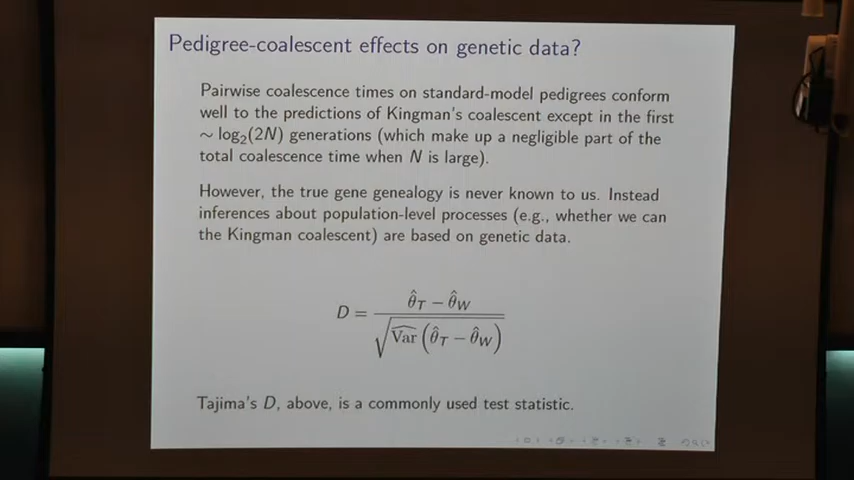 Pedigree-coalescent effects on genetic data?
Pairwise coalescence times on standard-model pedigrees conform
well to the predictions of Kingman's coalescent except in the first
∼ log₂(2N) generations (which make up a negligible part of the
total coalescence time when N is large).
However, the true gene genealogy is never known to us. Instead
inferences about population-level processes (e.g., whether we can
the Kingman coalescent) are based on genetic data.
D = (θ̂_T − θ̂_W) / √(V̂ar(θ̂_T − θ̂_W))
Tajima's D, above, is a commonly used test statistic.